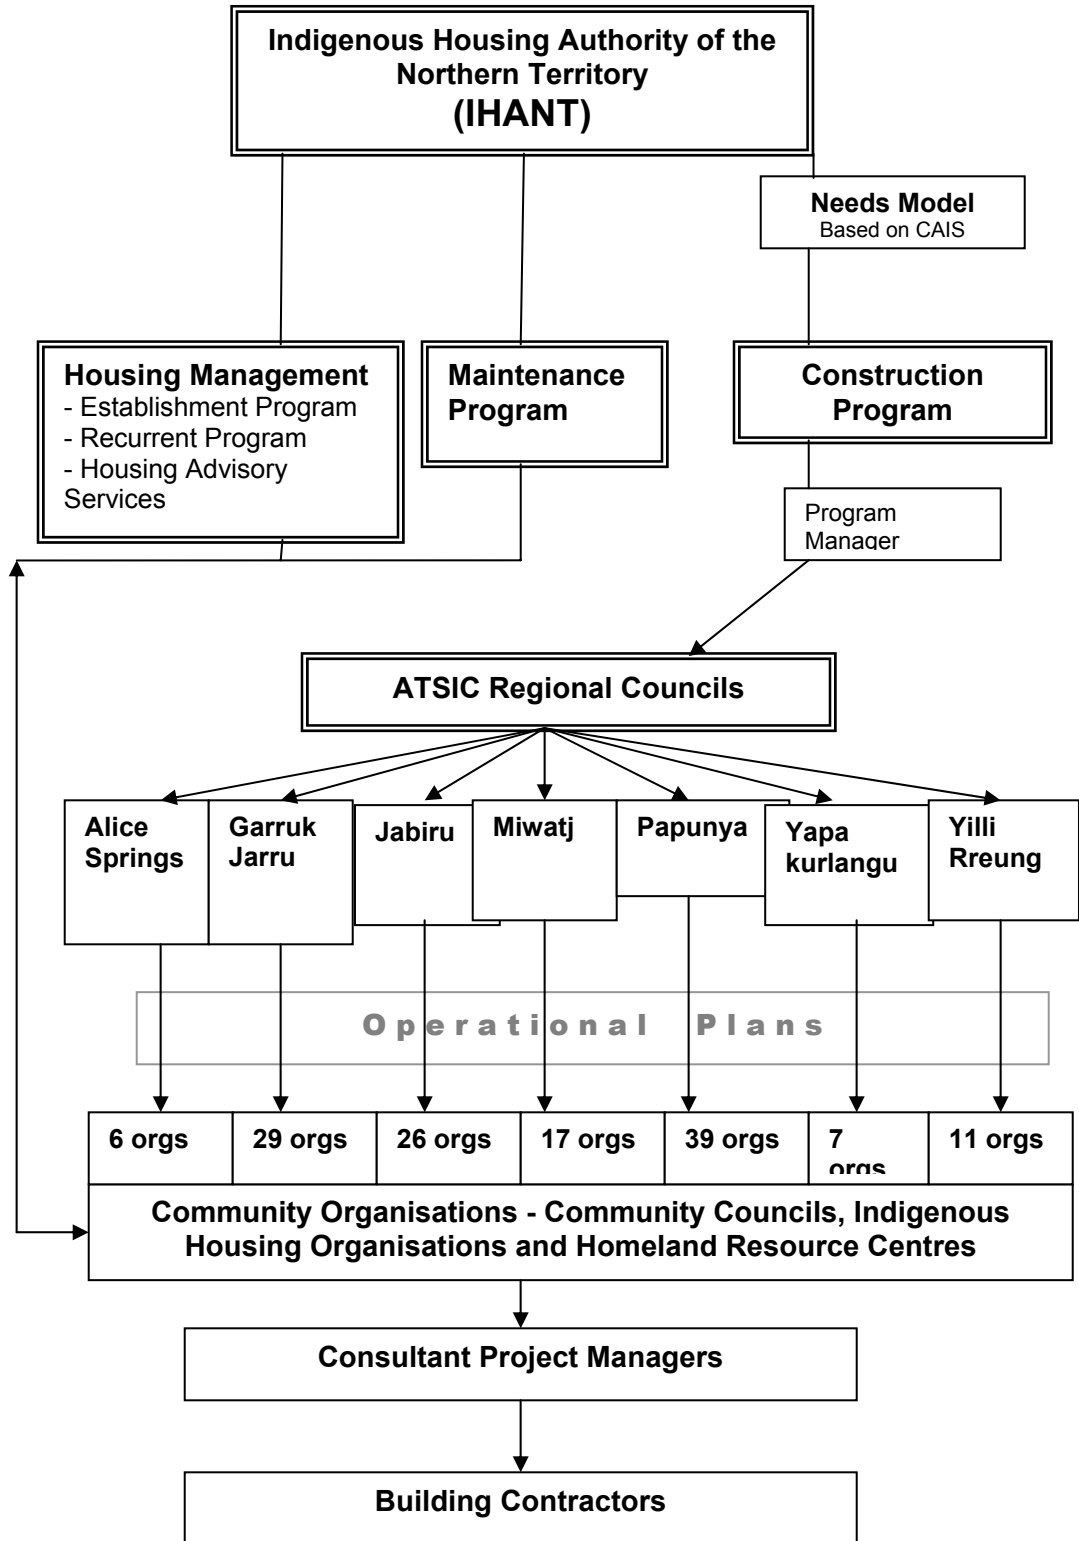 Indigenous Housing Authority of the
Northern Territory
(IHANT)
Needs Model
Based on CAIS
Housing Management
- Establishment Program
- Recurrent Program
- Housing Advisory
Services
Maintenance
Program
Construction
Program
Program
Manager
ATSIC Regional Councils
Alice
Springs
Garruk
Jarru
Jabiru
Miwatj
Papunya
Yapa
kurlangu
Yilli
Rreung
Operational Plans
6 orgs
29 orgs
26 orgs
17 orgs
39 orgs
7
orgs
11 orgs
Community Organisations - Community Councils, Indigenous
Housing Organisations and Homeland Resource Centres
Consultant Project Managers
Building Contractors